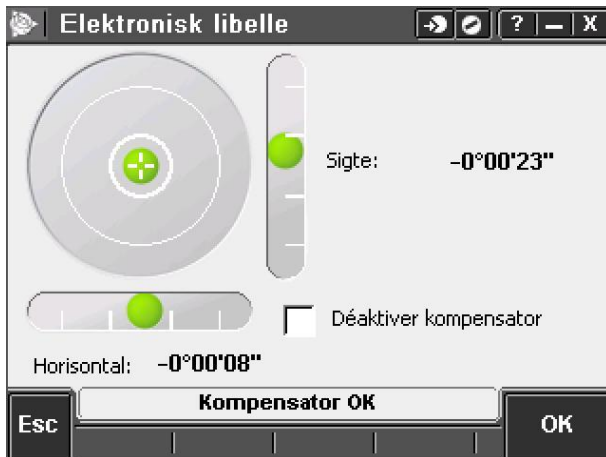 Elektronisk libelle
? — X
Sigte: -0°00'23"
Déaktiver kompensator
Horisontal: -0°00'08"
Kompensator OK
Esc
OK